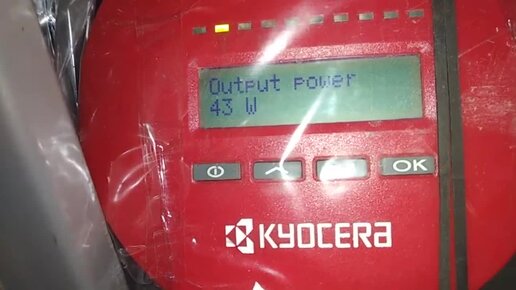 Output power
43 W
OK
KYOCERA